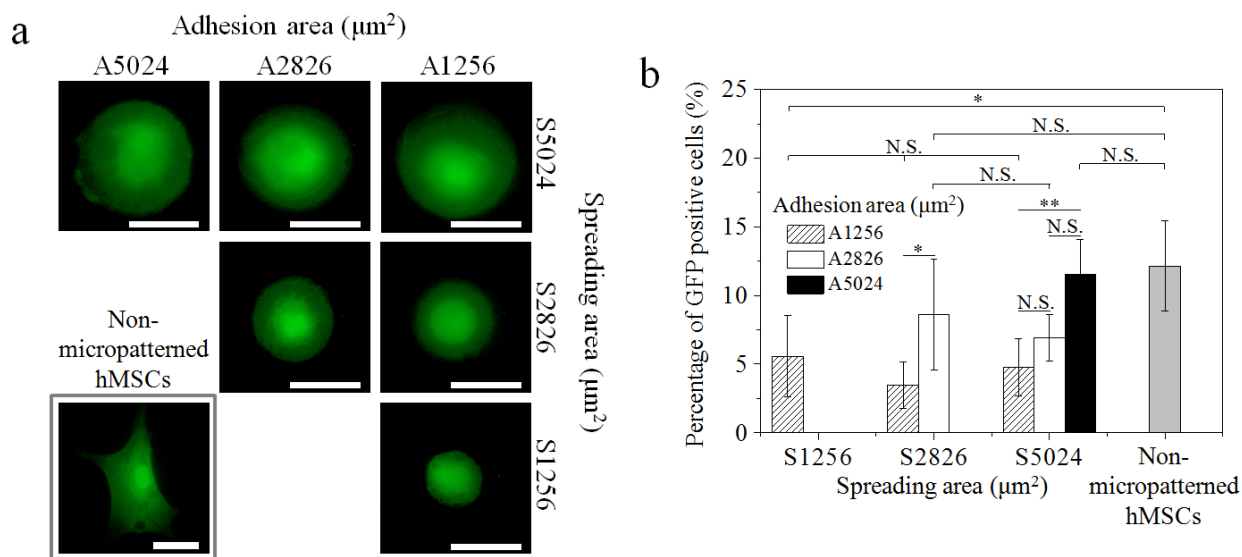 a
Adhesion area (μm²)
A5024
A2826
A1256
S5024
S2826
S1256
Spreading area (μm²)
Non-
micropatterned
hMSCs
b
Percentage of GFP positive cells (%)
25
20
15
10
5
0
*
N.S.
N.S.
N.S.
N.S.
**
N.S.
*
N.S.
Adhesion area (μm²)
A1256
A2826
A5024
S1256
S2826
S5024
Non-
micropatterned
hMSCs
Spreading area (μm²)